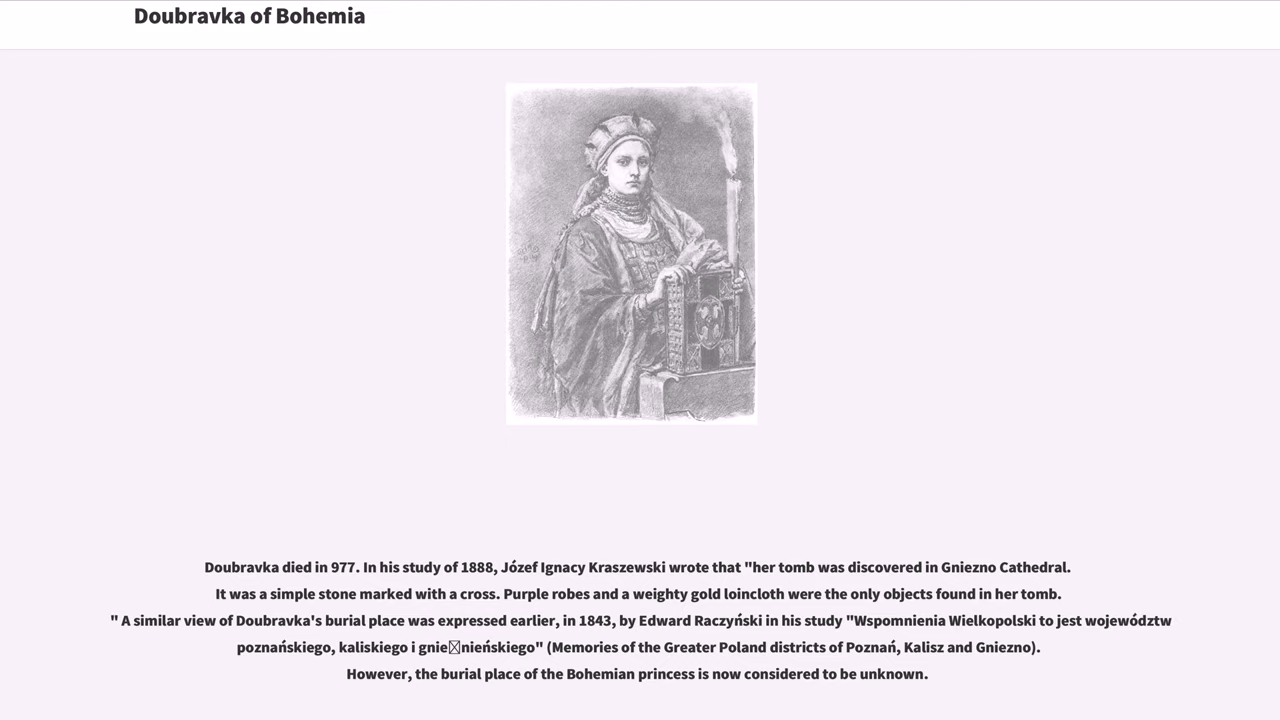 Doubravka of Bohemia
Doubravka died in 977. In his study of 1888, Józef Ignacy Kraszewski wrote that "her tomb was discovered in Gniezno Cathedral.
It was a simple stone marked with a cross. Purple robes and a weighty gold loincloth were the only objects found in her tomb.
" A similar view of Doubravka's burial place was expressed earlier, in 1843, by Edward Raczyński in his study "Wspomnienia Wielkopolski to jest województw
poznańskiego, kaliskiego i gnie⍰nieńskiego" (Memories of the Greater Poland districts of Poznań, Kalisz and Gniezno).
However, the burial place of the Bohemian princess is now considered to be unknown.